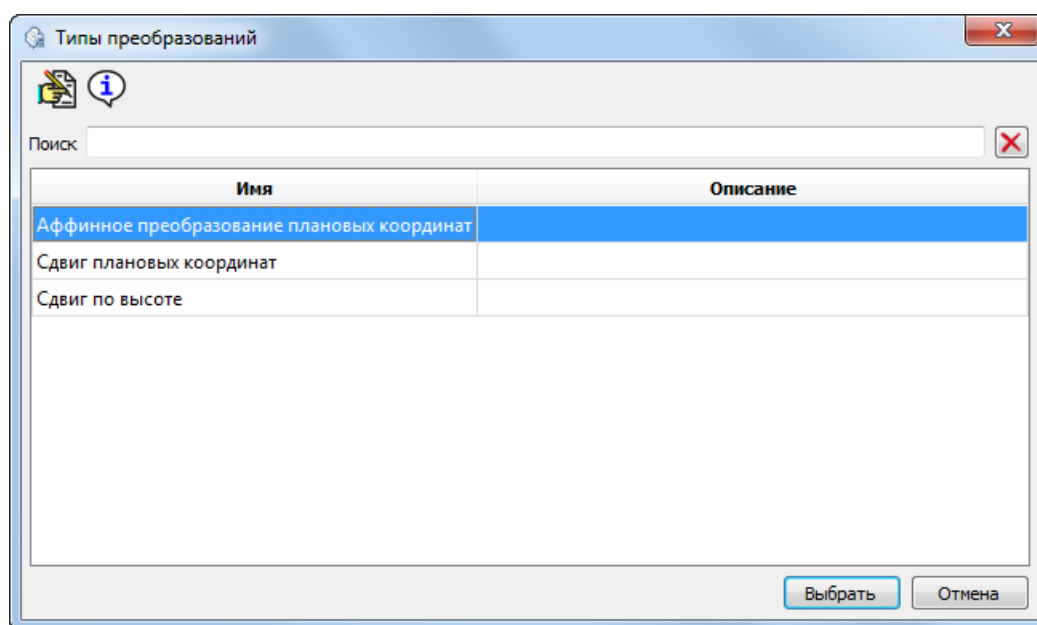 Типы преобразований
Поиск
Имя Описание
Аффинное преобразование плановых координат
Сдвиг плановых координат
Сдвиг по высоте
Выбрать Отмена